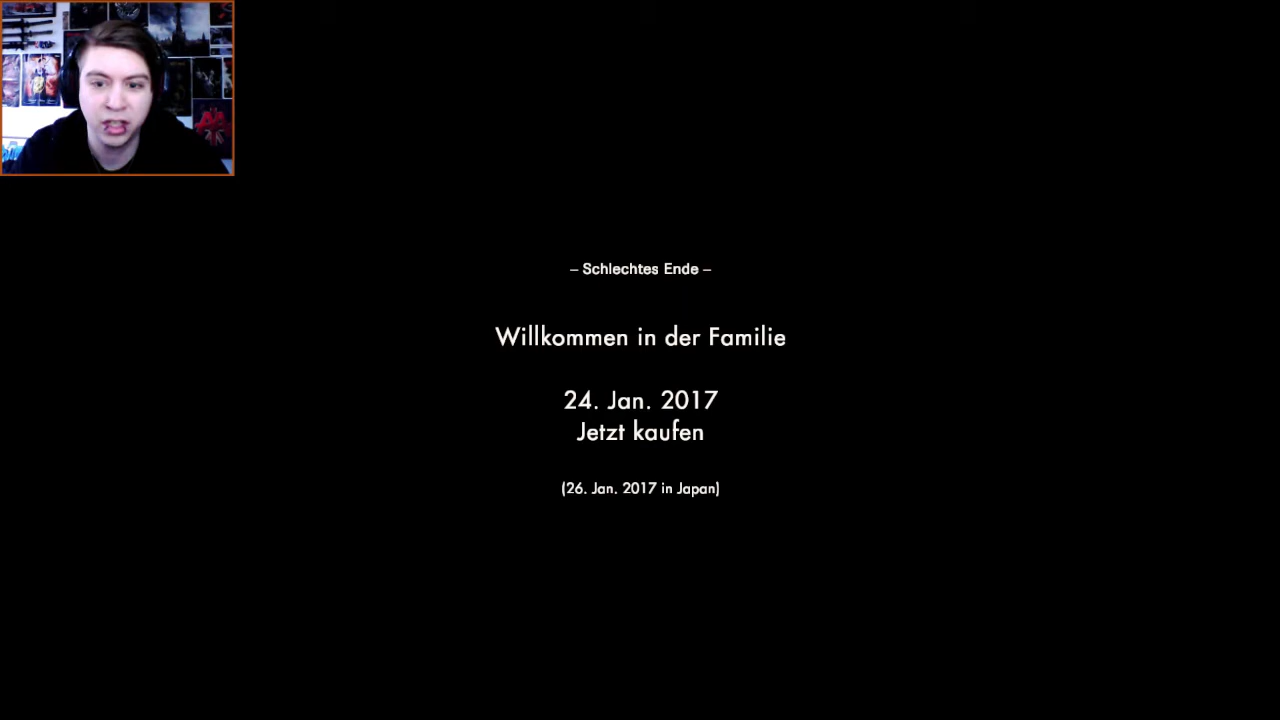 – Schlechtes Ende –
Willkommen in der Familie
24. Jan. 2017
Jetzt kaufen
(26. Jan. 2017 in Japan)